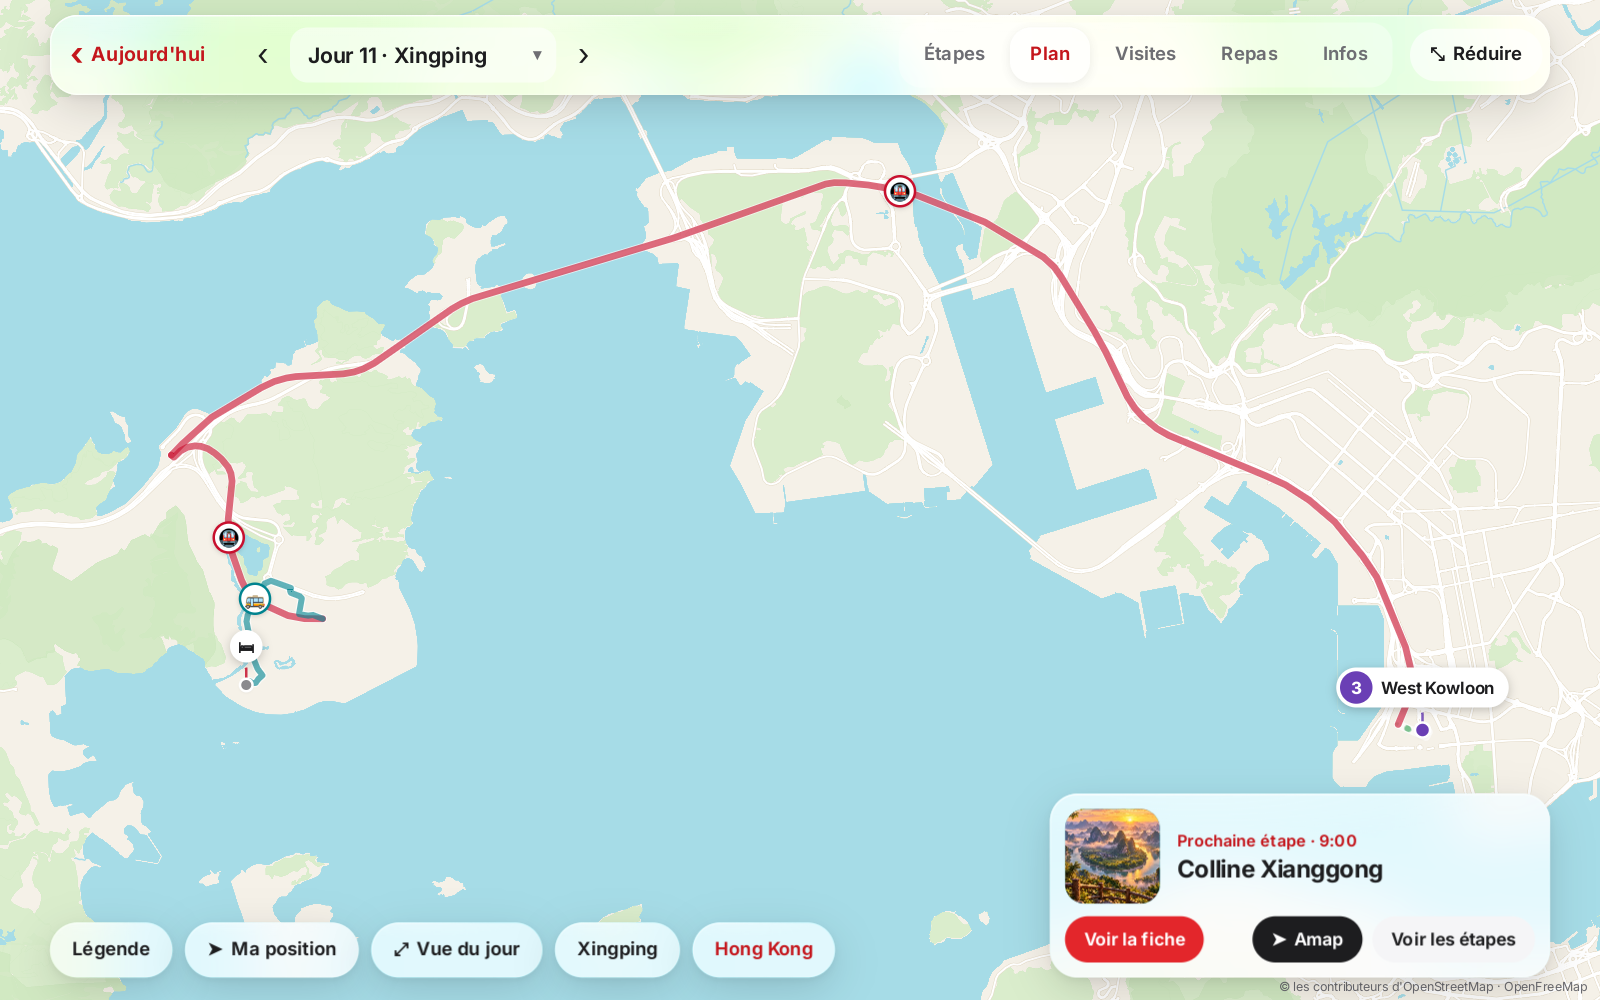 ‹ Aujourd'hui
‹
Jour 11 · Xingping ▾
›
Étapes
Plan
Visites
Repas
Infos
⤡ Réduire
3 West Kowloon
Prochaine étape · 9:00
Colline Xianggong
Voir la fiche
➤ Amap
Voir les étapes
Légende
➤ Ma position
⤢ Vue du jour
Xingping
Hong Kong
© les contributeurs d'OpenStreetMap · OpenFreeMap